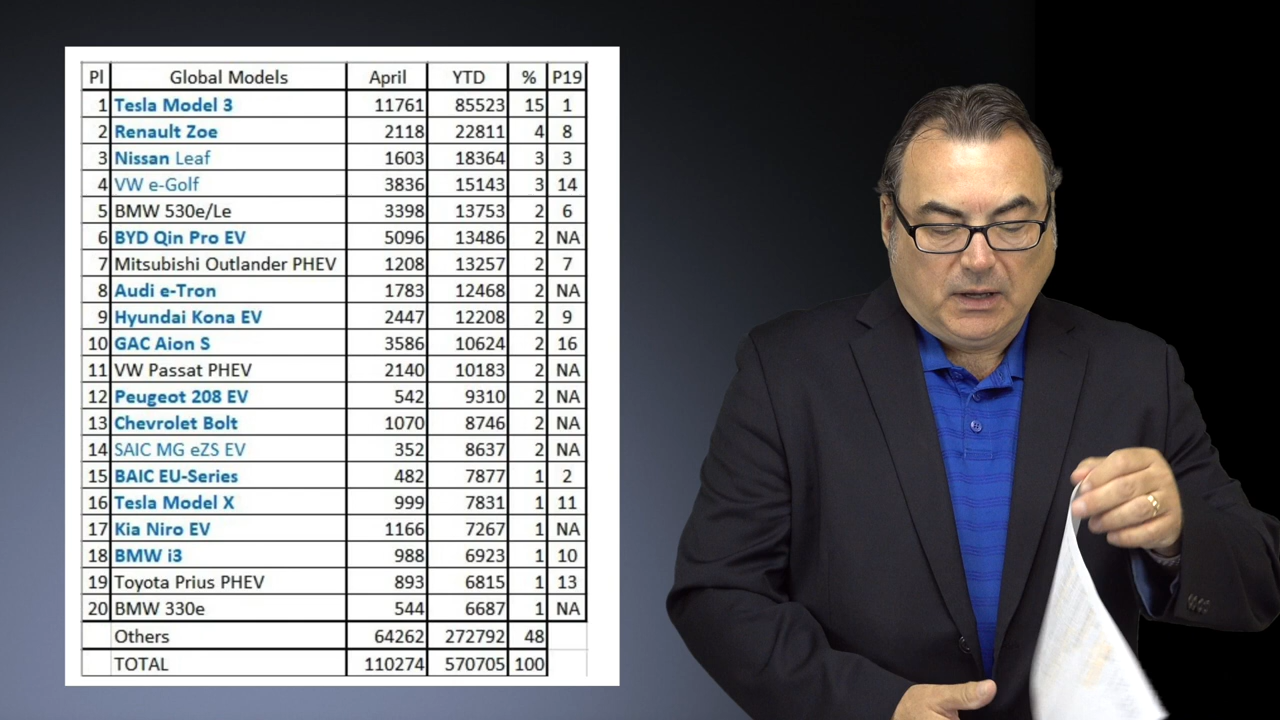 Pl Global Models April YTD % P19
1 Tesla Model 3 11761 85523 15 1
2 Renault Zoe 2118 22811 4 8
3 Nissan Leaf 1603 18364 3 3
4 VW e-Golf 3836 15143 3 14
5 BMW 530e/Le 3398 13753 2 6
6 BYD Qin Pro EV 5096 13486 2 NA
7 Mitsubishi Outlander PHEV 1208 13257 2 7
8 Audi e-Tron 1783 12468 2 NA
9 Hyundai Kona EV 2447 12208 2 9
10 GAC Aion S 3586 10624 2 16
11 VW Passat PHEV 2140 10183 2 NA
12 Peugeot 208 EV 542 9310 2 NA
13 Chevrolet Bolt 1070 8746 2 NA
14 SAIC MG eZS EV 352 8637 2 NA
15 BAIC EU-Series 482 7877 1 2
16 Tesla Model X 999 7831 1 11
17 Kia Niro EV 1166 7267 1 NA
18 BMW i3 988 6923 1 10
19 Toyota Prius PHEV 893 6815 1 13
20 BMW 330e 544 6687 1 NA
Others 64262 272792 48
TOTAL 110274 570705 100